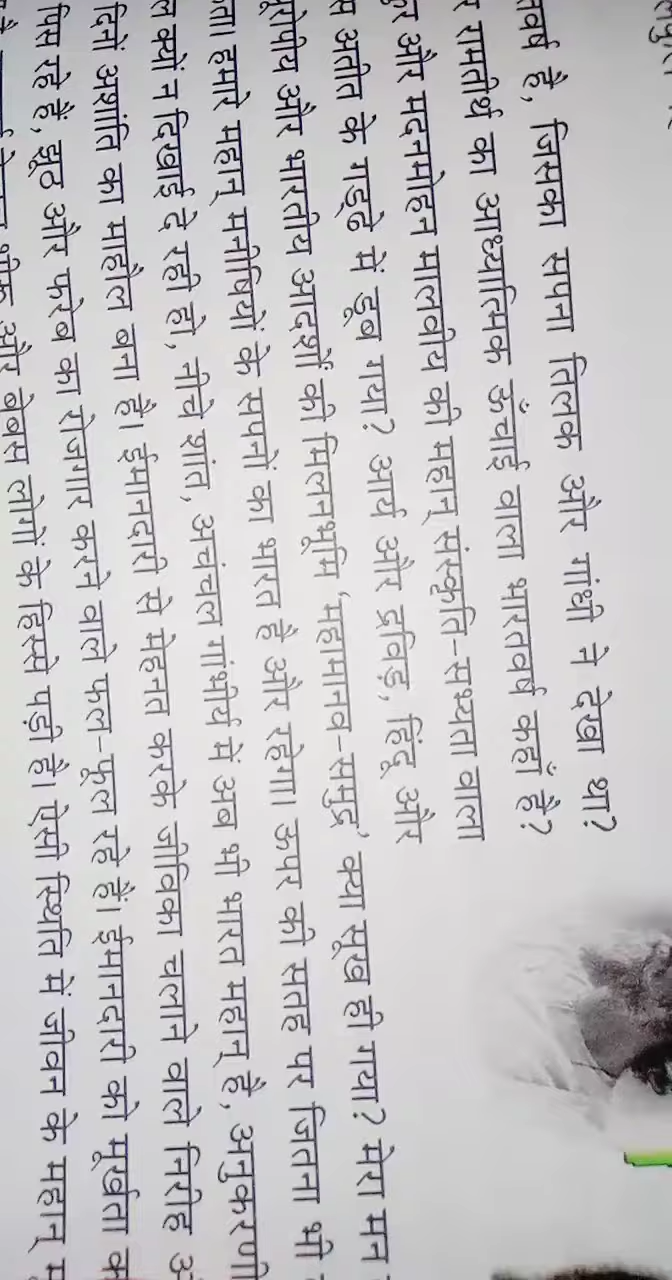 है, जिसका सपना तिलक और गांधी ने देखा था?
रामतीर्थ का आध्यात्मिक ऊँचाई वाला भारतवर्ष कहाँ है?
और मदनमोहन मालवीय की महान् संस्कृति-सभ्यता वाला
अतीत के गड्ढे में डूब गया? आर्य और द्रविड़, हिंदू और
और भारतीय आदर्शों की मिलनभूमि 'महामानव-समुद्र' क्या सूख ही गया? मेरा मन
हमारे महान् मनीषियों के सपनों का भारत है और रहेगा। ऊपर की सतह पर जितना भी
क्यों न दिखाई दे रही हो, नीचे शांत, अचंचल गांभीर्य में अब भी भारत महान् है,
दिनों अशांति का माहौल बना है। ईमानदारी से मेहनत करके जीविका चलाने वाले निरीह
पिस रहे हैं, झूठ और फरेब का रोजगार करने वाले फल-फूल रहे हैं। ईमानदारी को मूर्खता
और बेबस लोगों के हिस्से पड़ी है। ऐसी स्थिति में जीवन के महान्